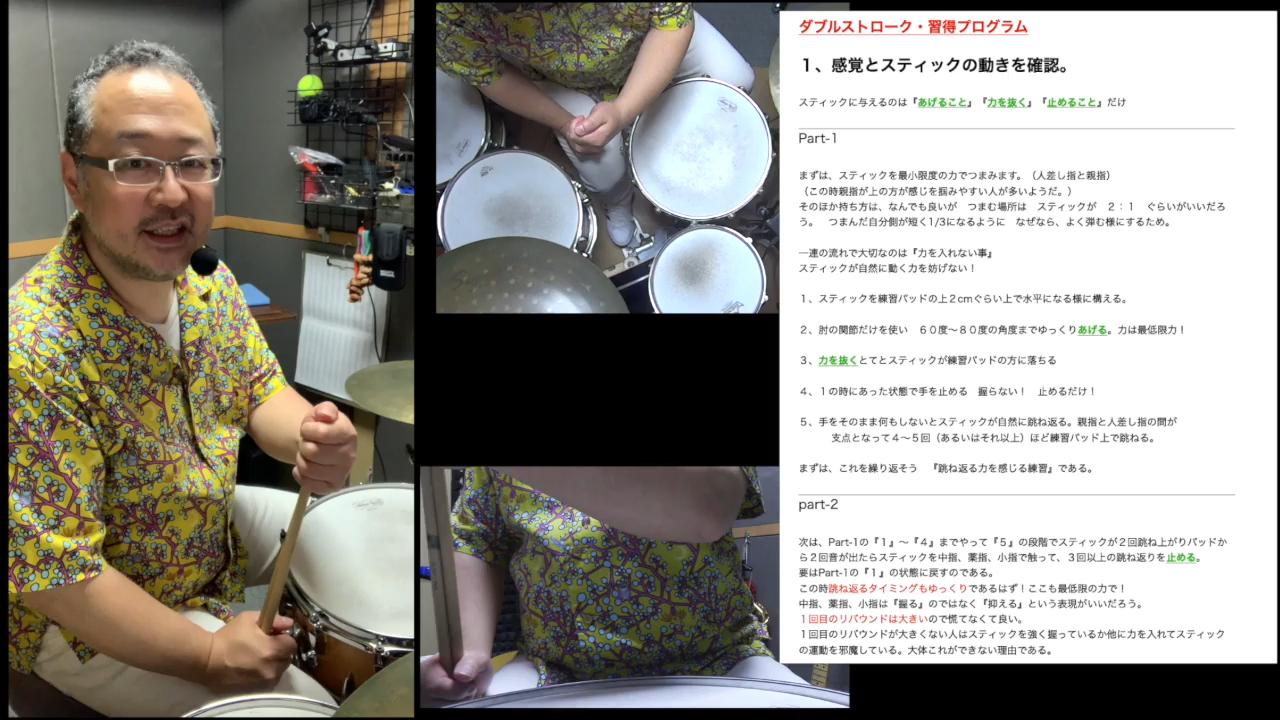 ダブルストローク・習得プログラム
１、感覚とスティックの動きを確認。
スティックに与えるのは『あげること』『力を抜く』『止めること』だけ
Part-1
まずは、スティックを最小限度の力でつまみます。（人差し指と親指）
（この時親指が上の方が感じを掴みやすい人が多いようだ。）
そのほか持ち方は、なんでも良いが　つまむ場所は　スティックが　２：１　ぐらいがいいだろ
う。　つまんだ自分側が短く1/3になるように　なぜなら、よく弾む様にするため。
一連の流れで大切なのは『力を入れない事』
スティックが自然に動く力を妨げない！
１、スティックを練習パッドの上２cmぐらい上で水平になる様に構える。
２、肘の関節だけを使い　６０度〜８０度の角度までゆっくりあげる。力は最低限力！
３、力を抜くとてとスティックが練習パッドの方に落ちる
４、１の時にあった状態で手を止める　握らない！　止めるだけ！
５、手をそのまま何もしないとスティックが自然に跳ね返る。親指と人差し指の間が
支点となって４〜５回（あるいはそれ以上）ほど練習パッド上で跳ねる。
まずは、これを繰り返そう　『跳ね返る力を感じる練習』である。
part-2
次は、Part-1の『１』〜『４』までやって『５』の段階でスティックが２回跳ね上がりパッドか
ら２回音が出たらスティックを中指、薬指、小指で触って、３回以上の跳ね返りを止める。
要はPart-1の『１』の状態に戻すのである。
この時跳ね返るタイミングもゆっくりであるはず！ここも最低限の力で！
中指、薬指、小指は『握る』のではなく『抑える』という表現がいいだろう。
１回目のリバウンドは大きいので慌てなくて良い。
１回目のリバウンドが大きくない人はスティックを強く握っているか他に力を入れてスティック
の運動を邪魔している。大体これができない理由である。